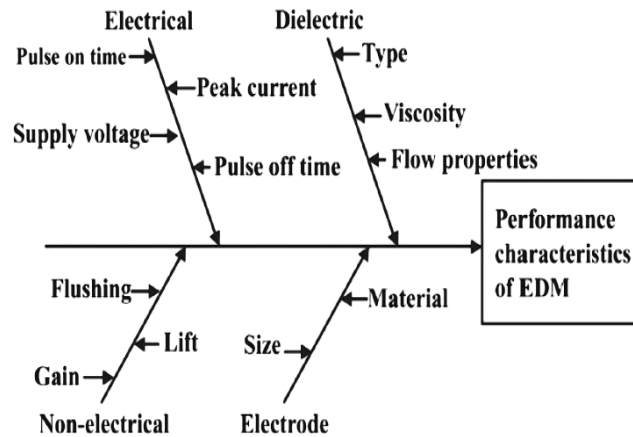 Electrical
Dielectric
Pulse on time
Type
Peak current
Viscosity
Supply voltage
Flow properties
Pulse off time
Performance
characteristics
of EDM
Flushing
Material
Lift
Size
Gain
Non-electrical
Electrode